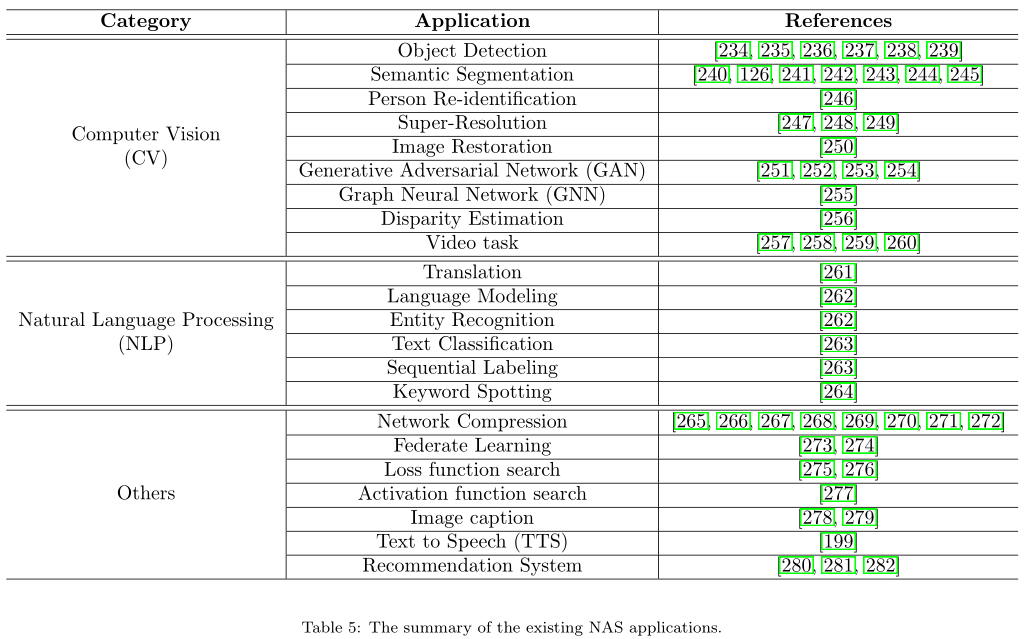 Category Application References
Object Detection [234, 235, 236, 237, 238, 239]
Semantic Segmentation [240, 126, 241, 242, 243, 244, 245]
Person Re-identification [246]
Super-Resolution [247, 248, 249]
Computer Vision
(CV)
Image Restoration [250]
Generative Adversarial Network (GAN) [251, 252, 253, 254]
Graph Neural Network (GNN) [255]
Disparity Estimation [256]
Video task [257, 258, 259, 260]
Translation [261]
Language Modeling [262]
Natural Language Processing
(NLP)
Entity Recognition [262]
Text Classification [263]
Sequential Labeling [263]
Keyword Spotting [264]
Network Compression [265, 266, 267, 268, 269, 270, 271, 272]
Federate Learning [273, 274]
Loss function search [275, 276]
Others Activation function search [277]
Image caption [278, 279]
Text to Speech (TTS) [199]
Recommendation System [280, 281, 282]
Table 5: The summary of the existing NAS applications.